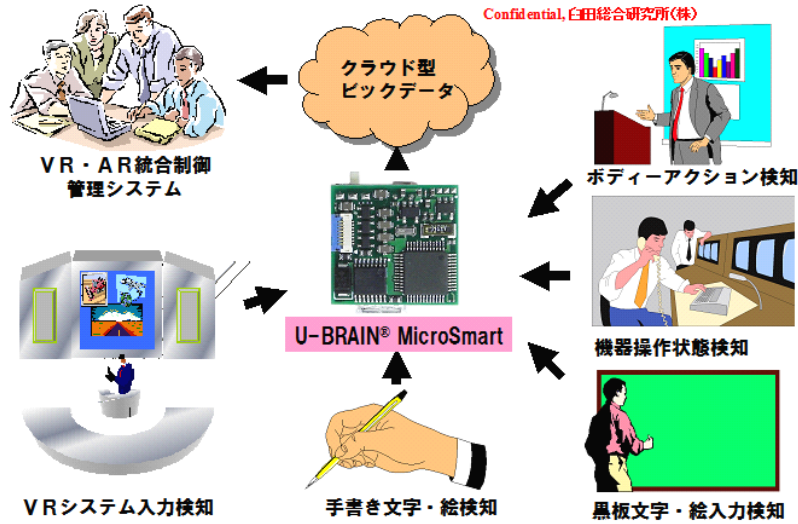 Confidential, 臼田総合研究所(株)
クラウド型
ビックデータ
VR・AR統合制御
管理システム
ボディーアクション検知
U-BRAIN® MicroSmart
機器操作状態検知
VRシステム入力検知
手書き文字・絵検知
黒板文字・絵入力検知